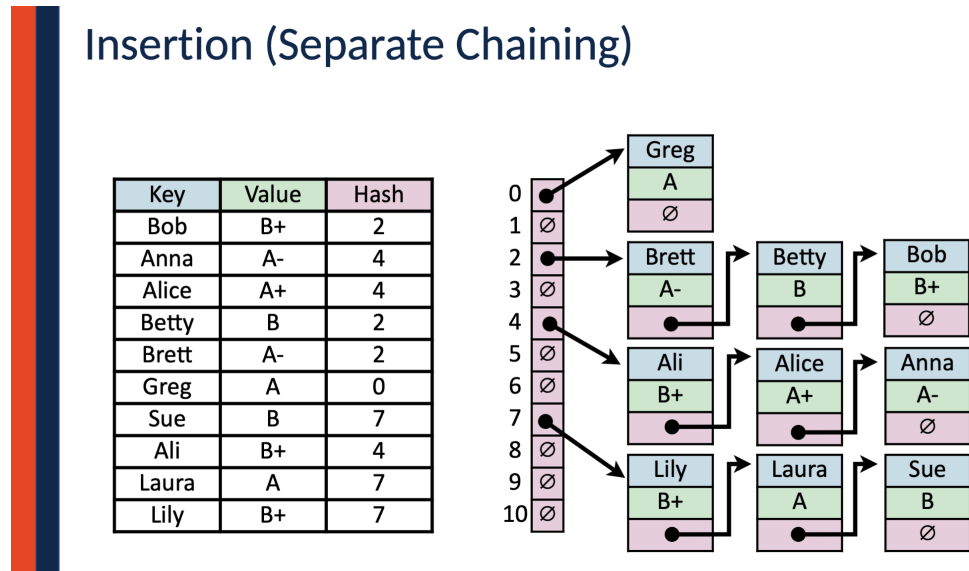 Insertion (Separate Chaining)
Key Value Hash
Bob B+ 2
Anna A- 4
Alice A+ 4
Betty B 2
Brett A- 2
Greg A 0
Sue B 7
Ali B+ 4
Laura A 7
Lily B+ 7
0
1 ∅
2
3 ∅
4
5 ∅
6 ∅
7
8 ∅
9 ∅
10 ∅
Greg
A
∅
Brett
A-
Betty
B
Bob
B+
∅
Ali
B+
Alice
A+
Anna
A-
∅
Lily
B+
Laura
A
Sue
B
∅